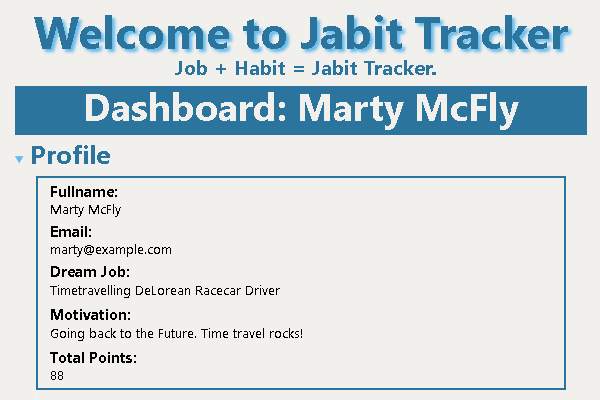 Welcome to Jabit Tracker
Job + Habit = Jabit Tracker.
Dashboard: Marty McFly
Profile
Fullname:
Marty McFly
Email:
marty@example.com
Dream Job:
Timetravelling DeLorean Racecar Driver
Motivation:
Going back to the Future. Time travel rocks!
Total Points:
88